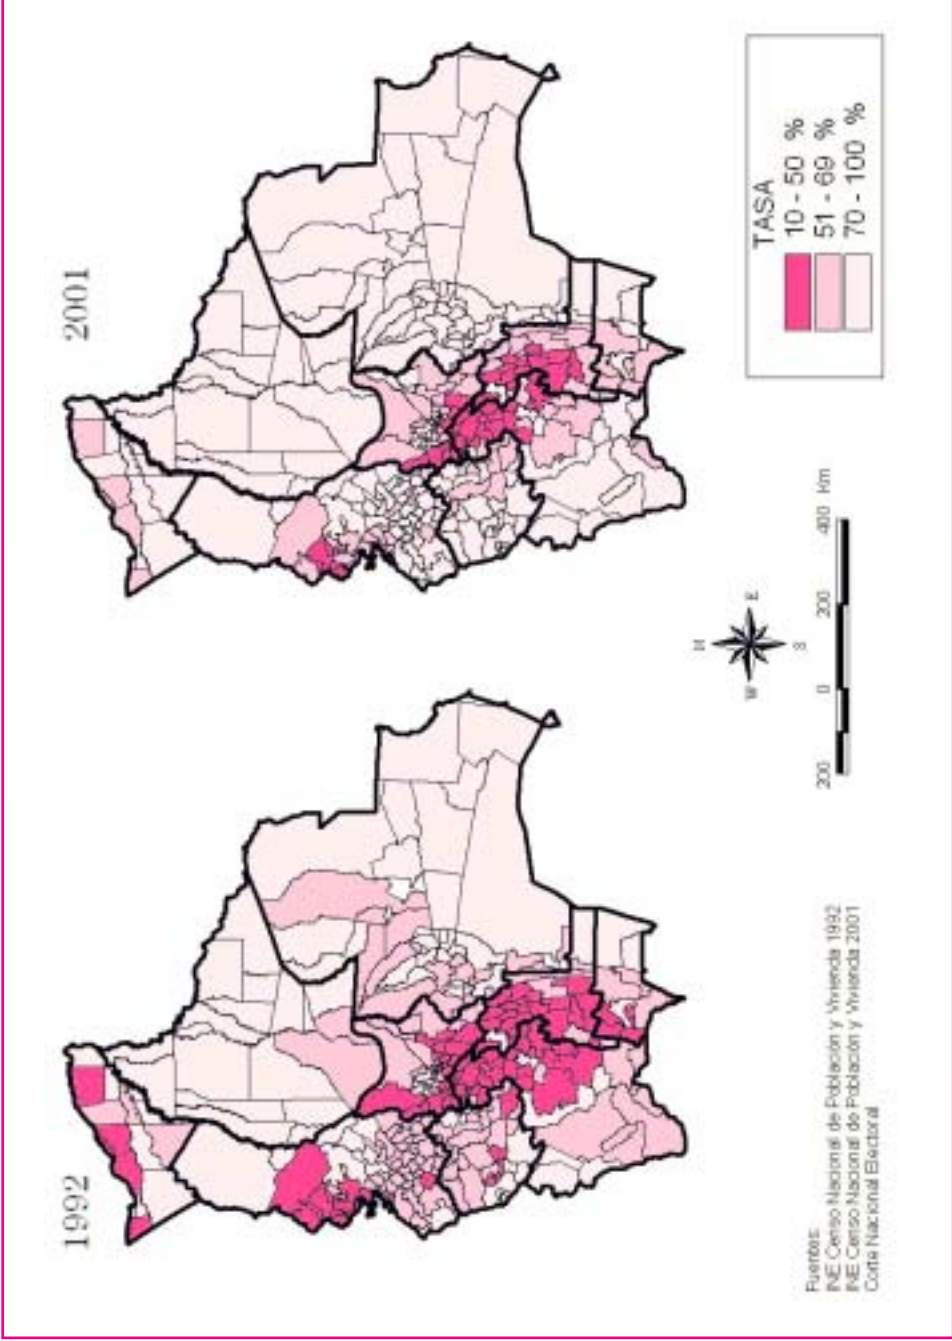 1992
2001
TASA
10 - 50 %
51 - 69 %
70 - 100 %
N
W
E
S
200
0
200
400 Km
Fuentes:
INE Censo Nacional de Población y Vivienda 1992
INE Censo Nacional de Población y Vivienda 2001
Corte Nacional Electoral